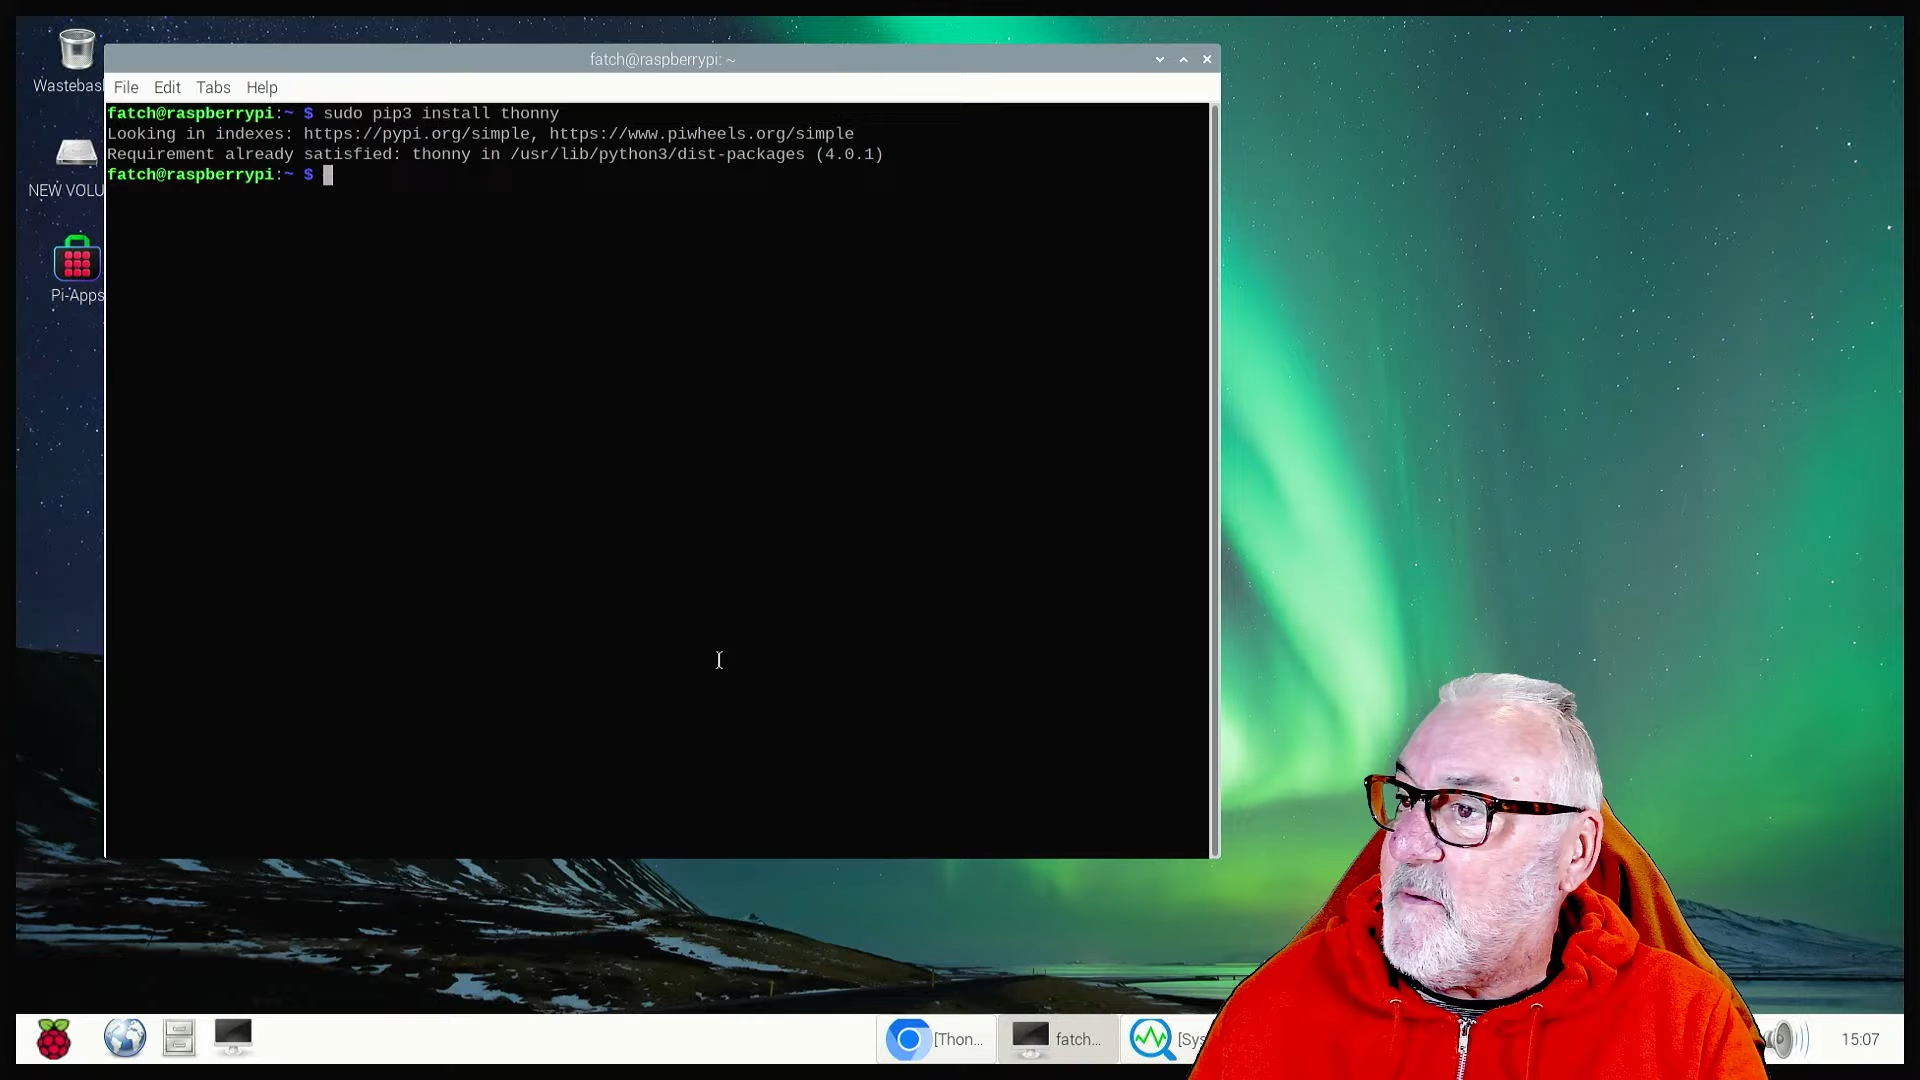 Wastebas
NEW VOLU
Pi-Apps
fatch@raspberrypi: ~
File Edit Tabs Help
fatch@raspberrypi:~ $ sudo pip3 install thonny
Looking in indexes: https://pypi.org/simple, https://www.piwheels.org/simple
Requirement already satisfied: thonny in /usr/lib/python3/dist-packages (4.0.1)
fatch@raspberrypi:~ $
[Thon...
fatch...
[Sys
15:07